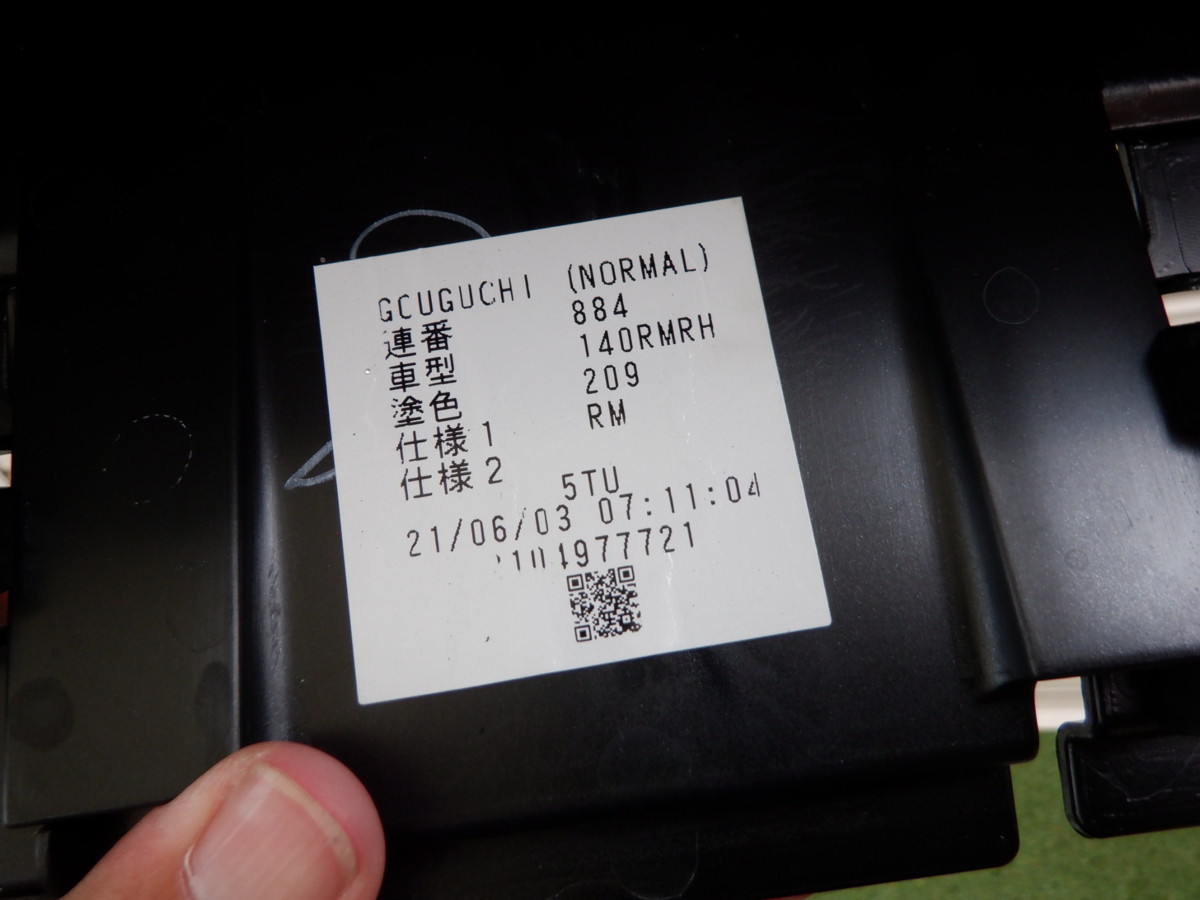 GCUGUCHI (NORMAL)
連番 884
車型 140RMRH
塗色 209
仕様1 RM
仕様2
5TU
21/06/03 07:11:04